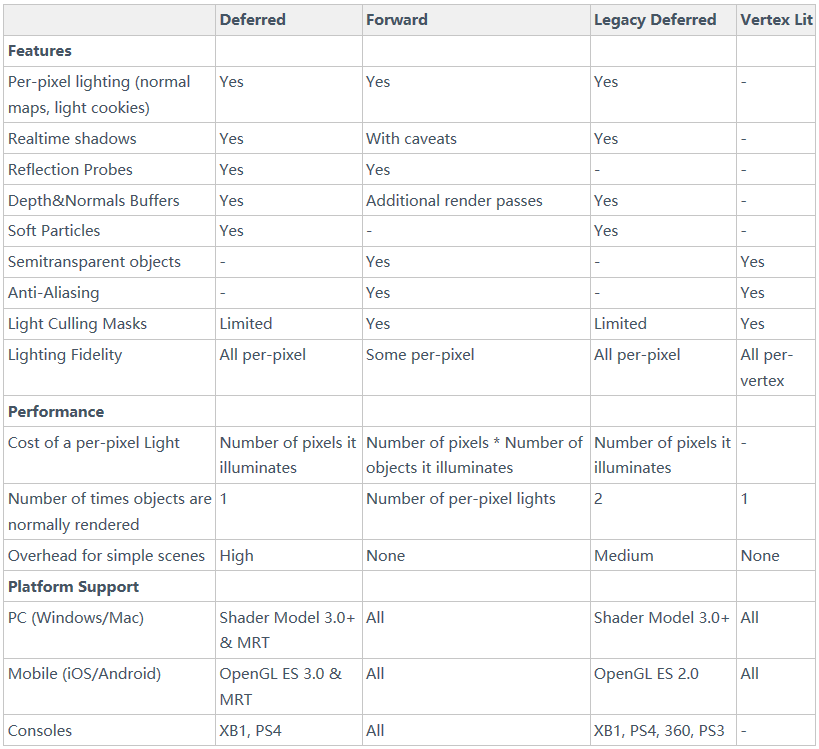 Deferred Forward Legacy Deferred Vertex Lit
Features
Per-pixel lighting (normal Yes Yes Yes -
maps, light cookies)
Realtime shadows Yes With caveats Yes -
Reflection Probes Yes Yes - -
Depth&Normals Buffers Yes Additional render passes Yes -
Soft Particles Yes - Yes -
Semitransparent objects - Yes - Yes
Anti-Aliasing - Yes - Yes
Light Culling Masks Limited Yes Limited Yes
Lighting Fidelity All per-pixel Some per-pixel All per-pixel All per-
vertex
Performance
Cost of a per-pixel Light Number of pixels it Number of pixels * Number of Number of pixels it -
illuminates objects it illuminates illuminates
Number of times objects are 1 Number of per-pixel lights 2 1
normally rendered
Overhead for simple scenes High None Medium None
Platform Support
PC (Windows/Mac) Shader Model 3.0+ All Shader Model 3.0+ All
& MRT
Mobile (iOS/Android) OpenGL ES 3.0 & All OpenGL ES 2.0 All
MRT
Consoles XB1, PS4 All XB1, PS4, 360, PS3 -